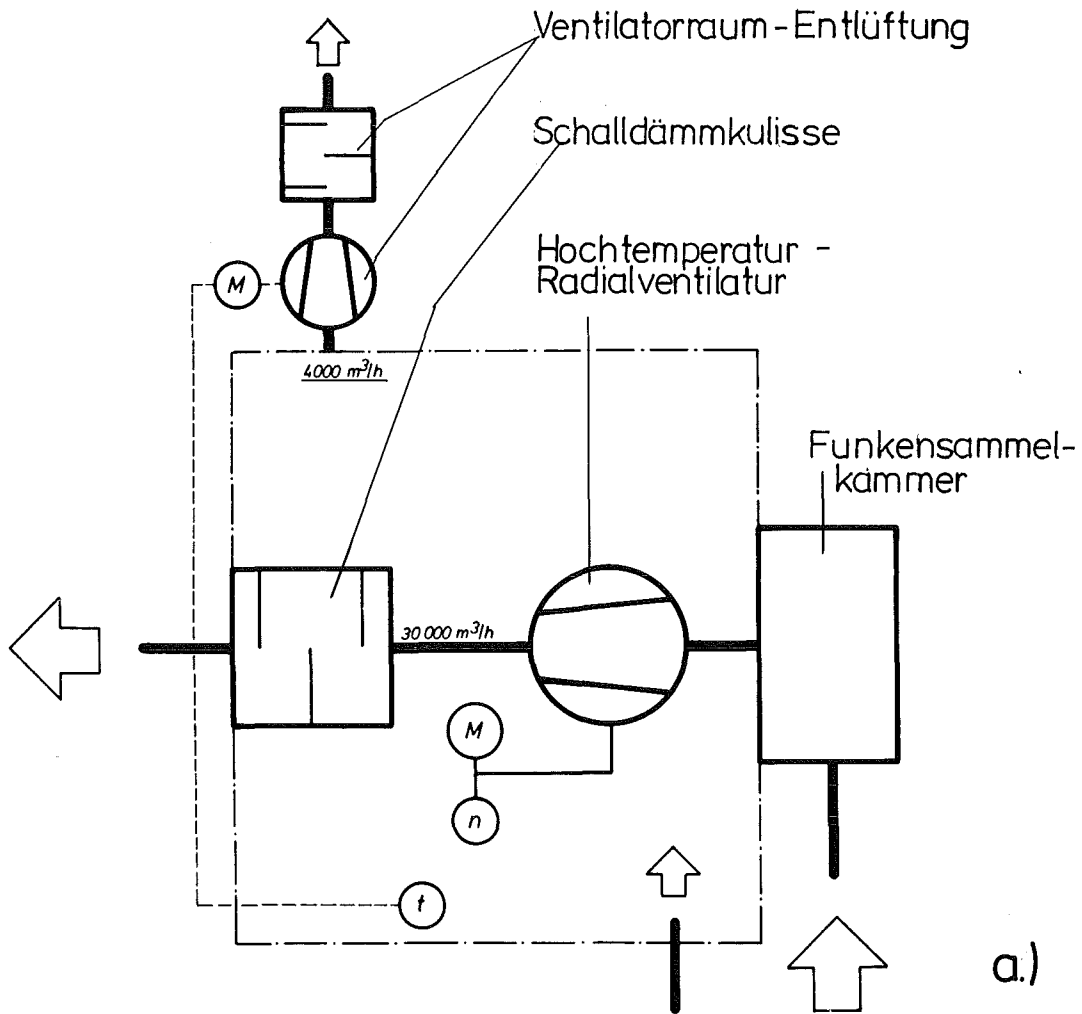 Ventilatorraum-Entlüftung
Schalldämmkulisse
Hochtemperatur-
Radialventilatur
M
4000 m³/h
Funkensammel-
kammer
30 000 m³/h
M
n
t
a.)